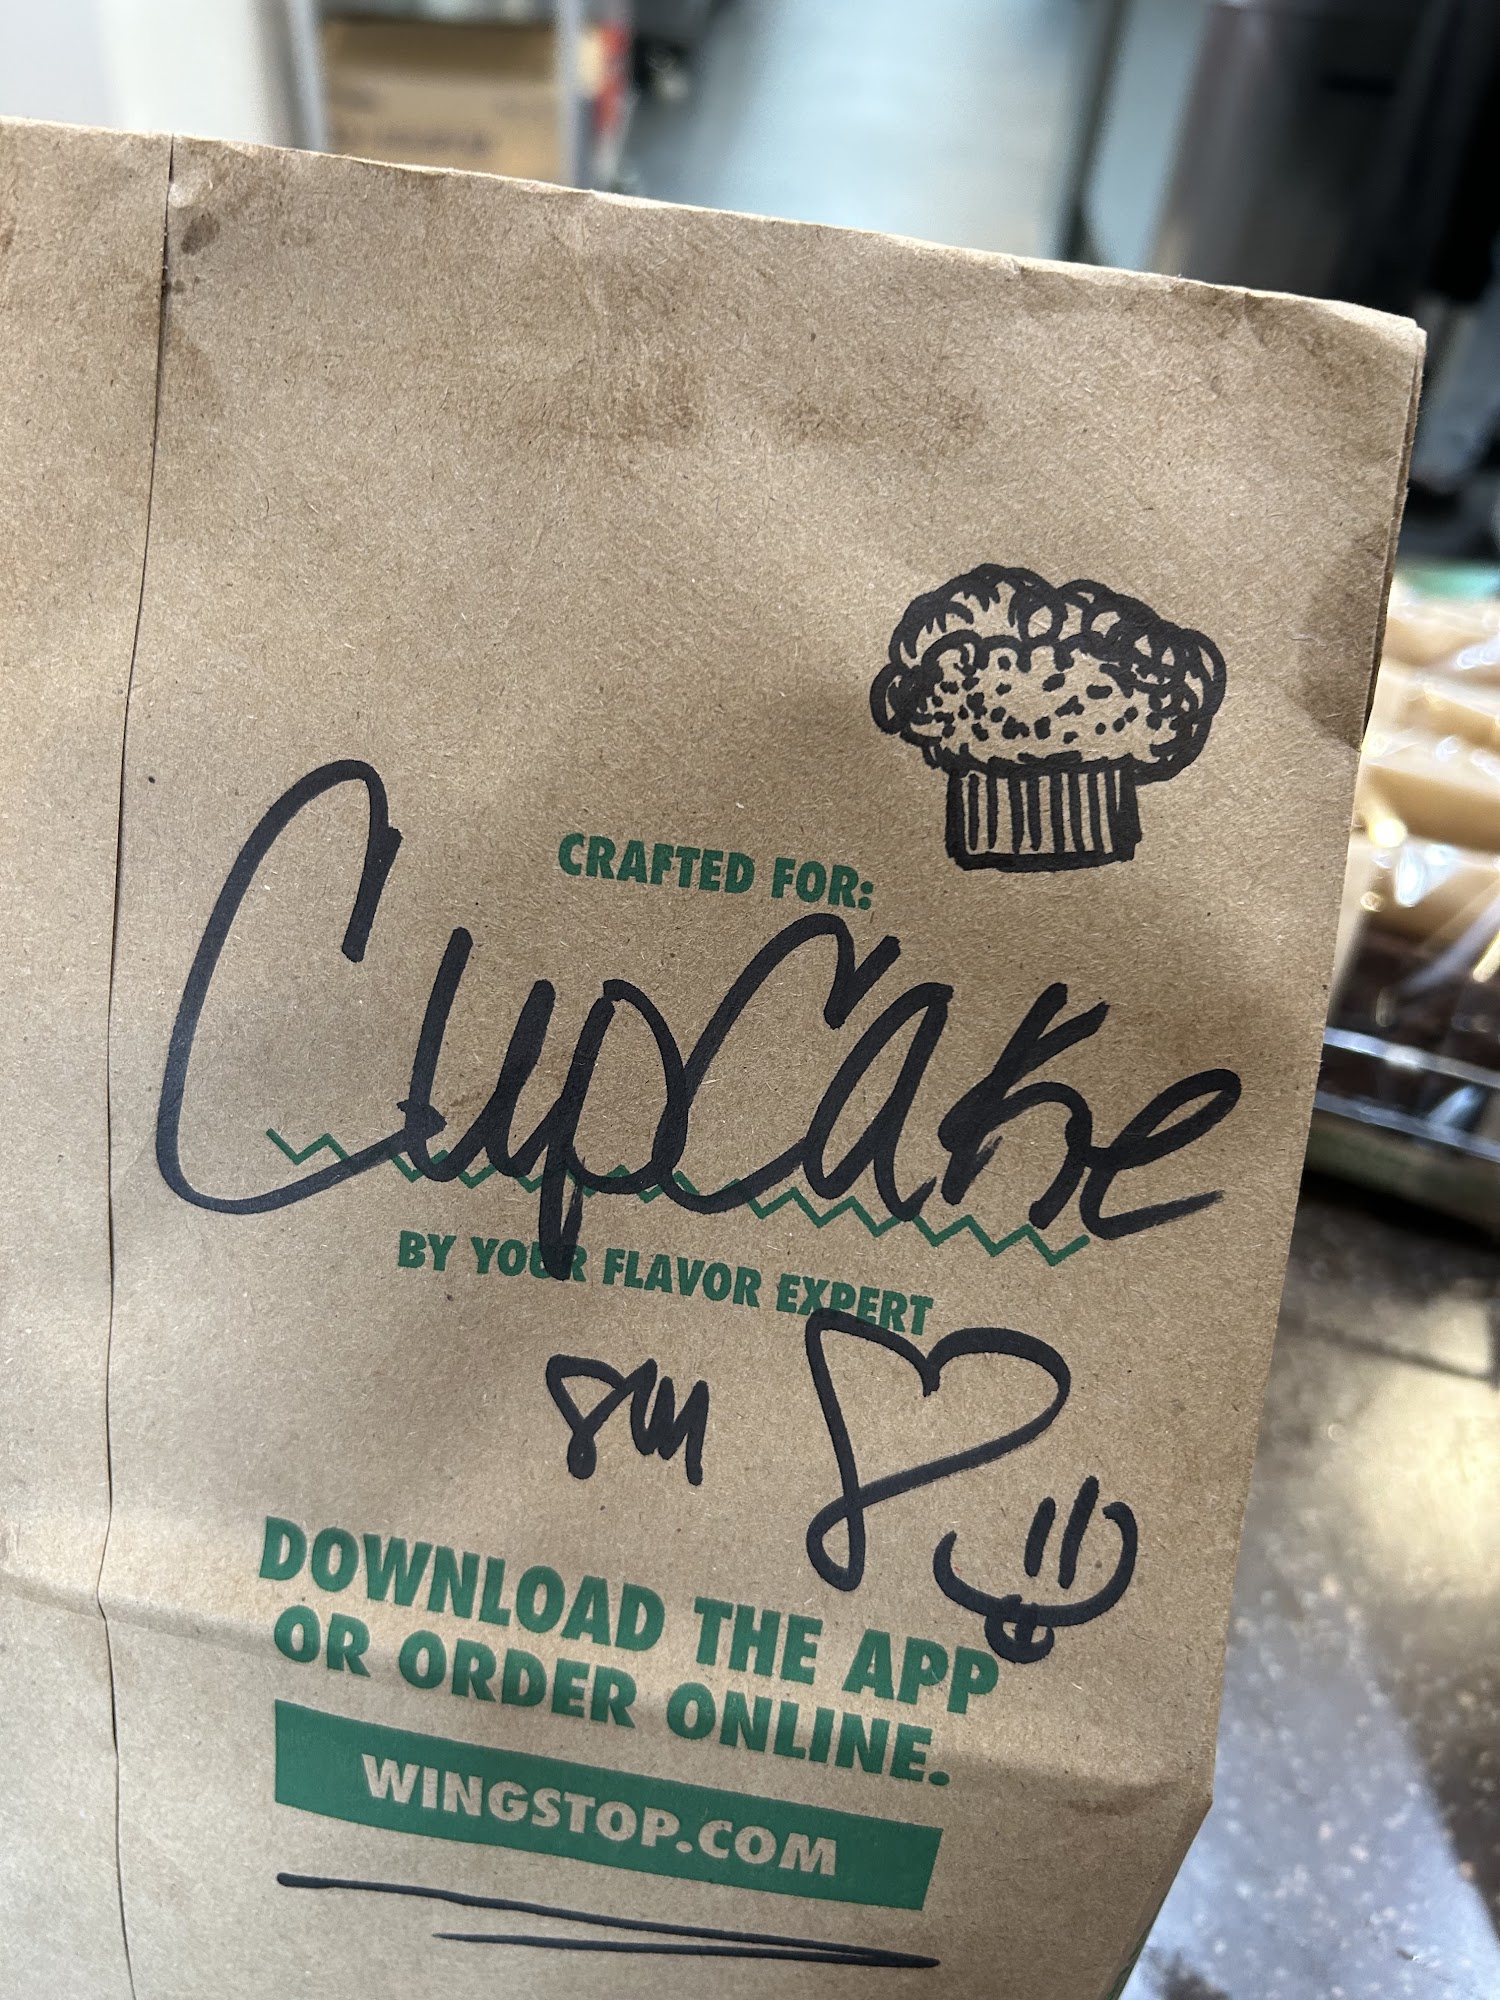 CRAFTED FOR:
CupCake
BY YOUR FLAVOR EXPERT
DOWNLOAD THE APP
OR ORDER ONLINE.
WINGSTOP.COM